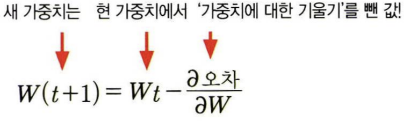 새 가중치는 현 가중치에서 ‘가중치에 대한 기울기’를 뺀 값!
W(t+1) = Wt − ∂오차/∂W